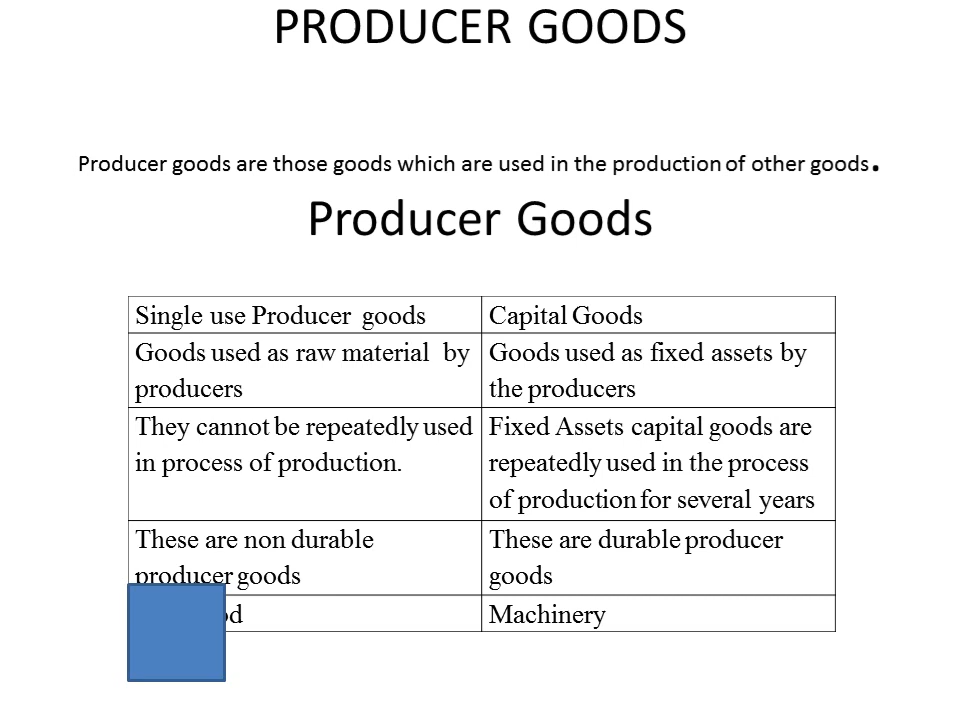 PRODUCER GOODS
Producer goods are those goods which are used in the production of other goods.
Producer Goods
Single use Producer goods
Capital Goods
Goods used as raw material by
producers
Goods used as fixed assets by
the producers
They cannot be repeatedly used
in process of production.
Fixed Assets capital goods are
repeatedly used in the process
of production for several years
These are non durable
producer goods
These are durable producer
goods
Machinery